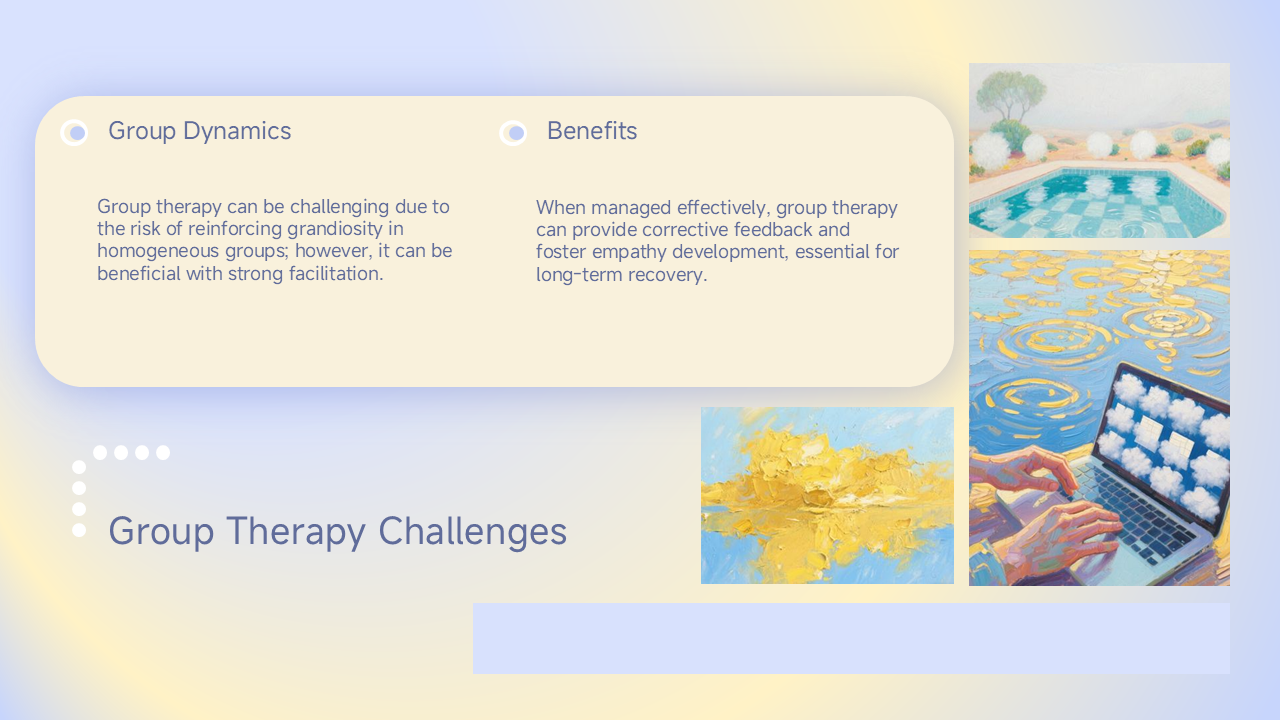 Group Dynamics
Group therapy can be challenging due to
the risk of reinforcing grandiosity in
homogeneous groups; however, it can be
beneficial with strong facilitation.
Benefits
When managed effectively, group therapy
can provide corrective feedback and
foster empathy development, essential for
long-term recovery.
Group Therapy Challenges